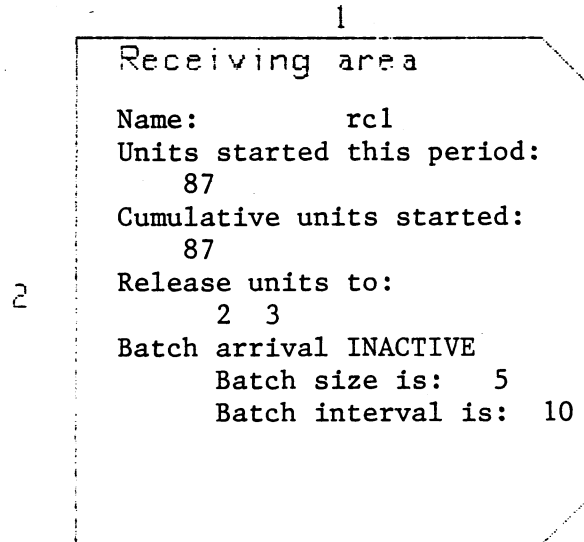 1
Receiving area
Name: rc1
Units started this period:
87
Cumulative units started:
87
2
Release units to:
2 3
Batch arrival INACTIVE
Batch size is: 5
Batch interval is: 10